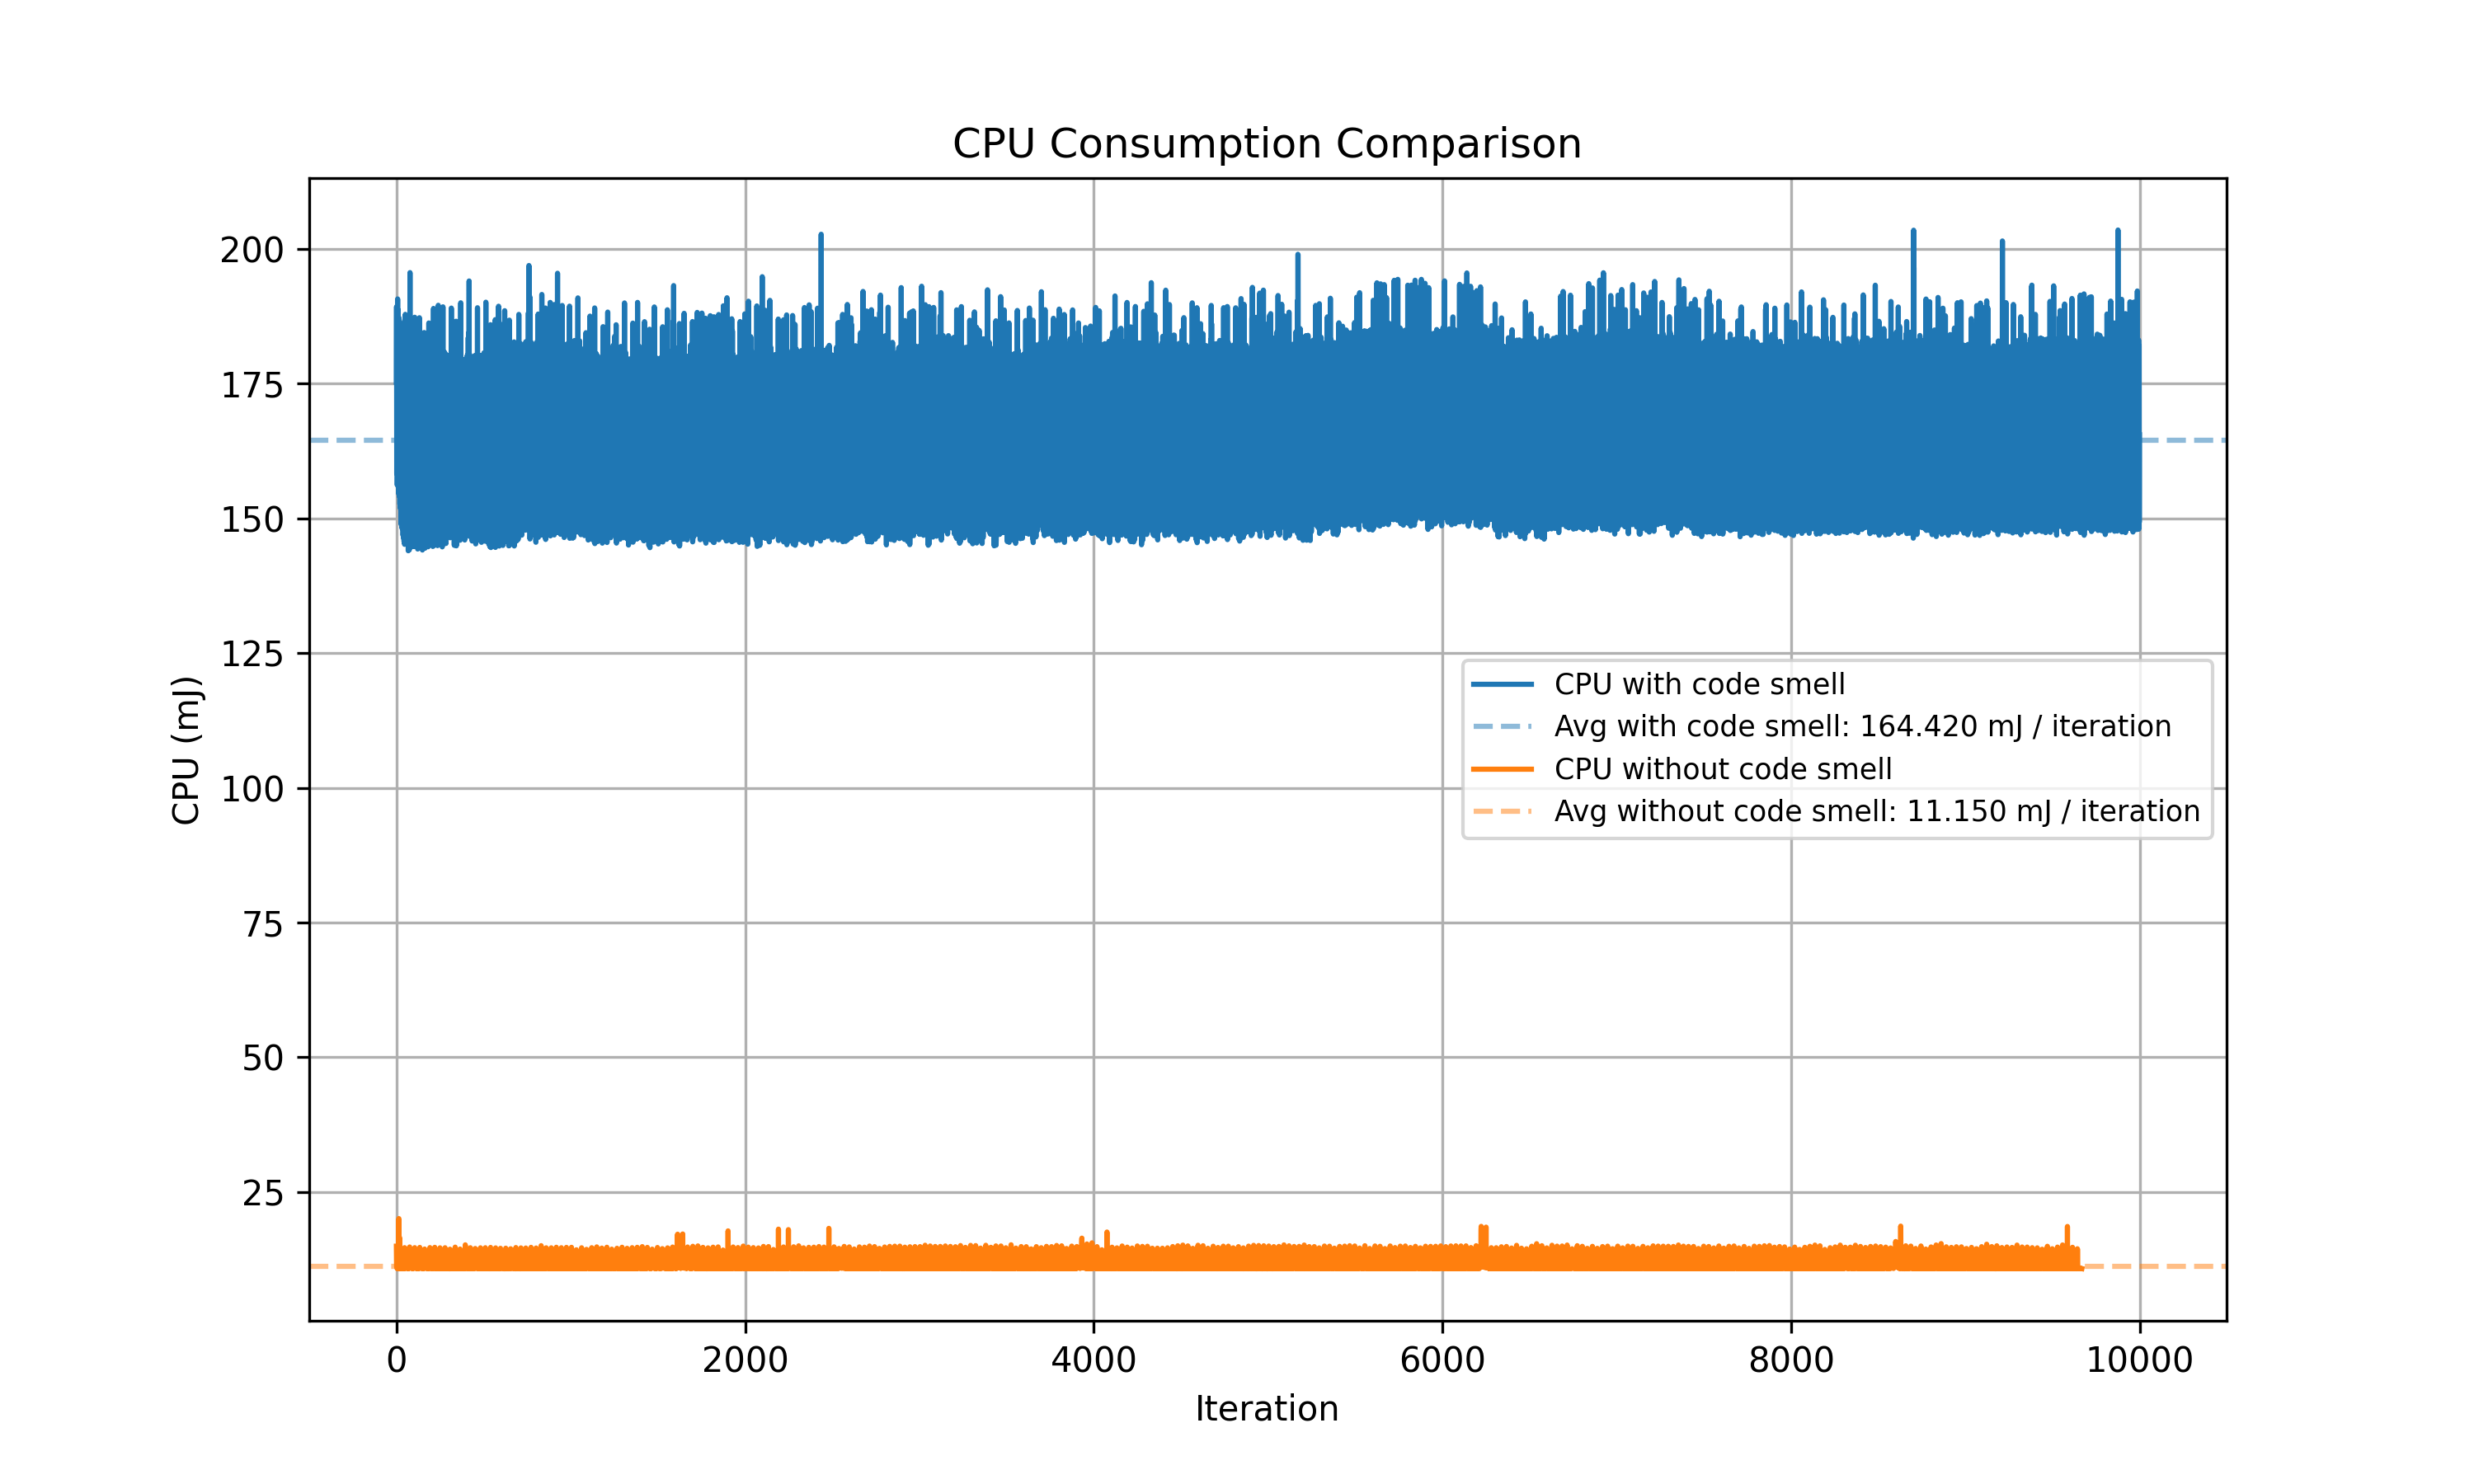 CPU Consumption Comparison
200
175
150
125
100
75
50
25
CPU (mJ)
CPU with code smell
Avg with code smell: 164.420 mJ / iteration
CPU without code smell
Avg without code smell: 11.150 mJ / iteration
0 2000 4000 6000 8000 10000
Iteration